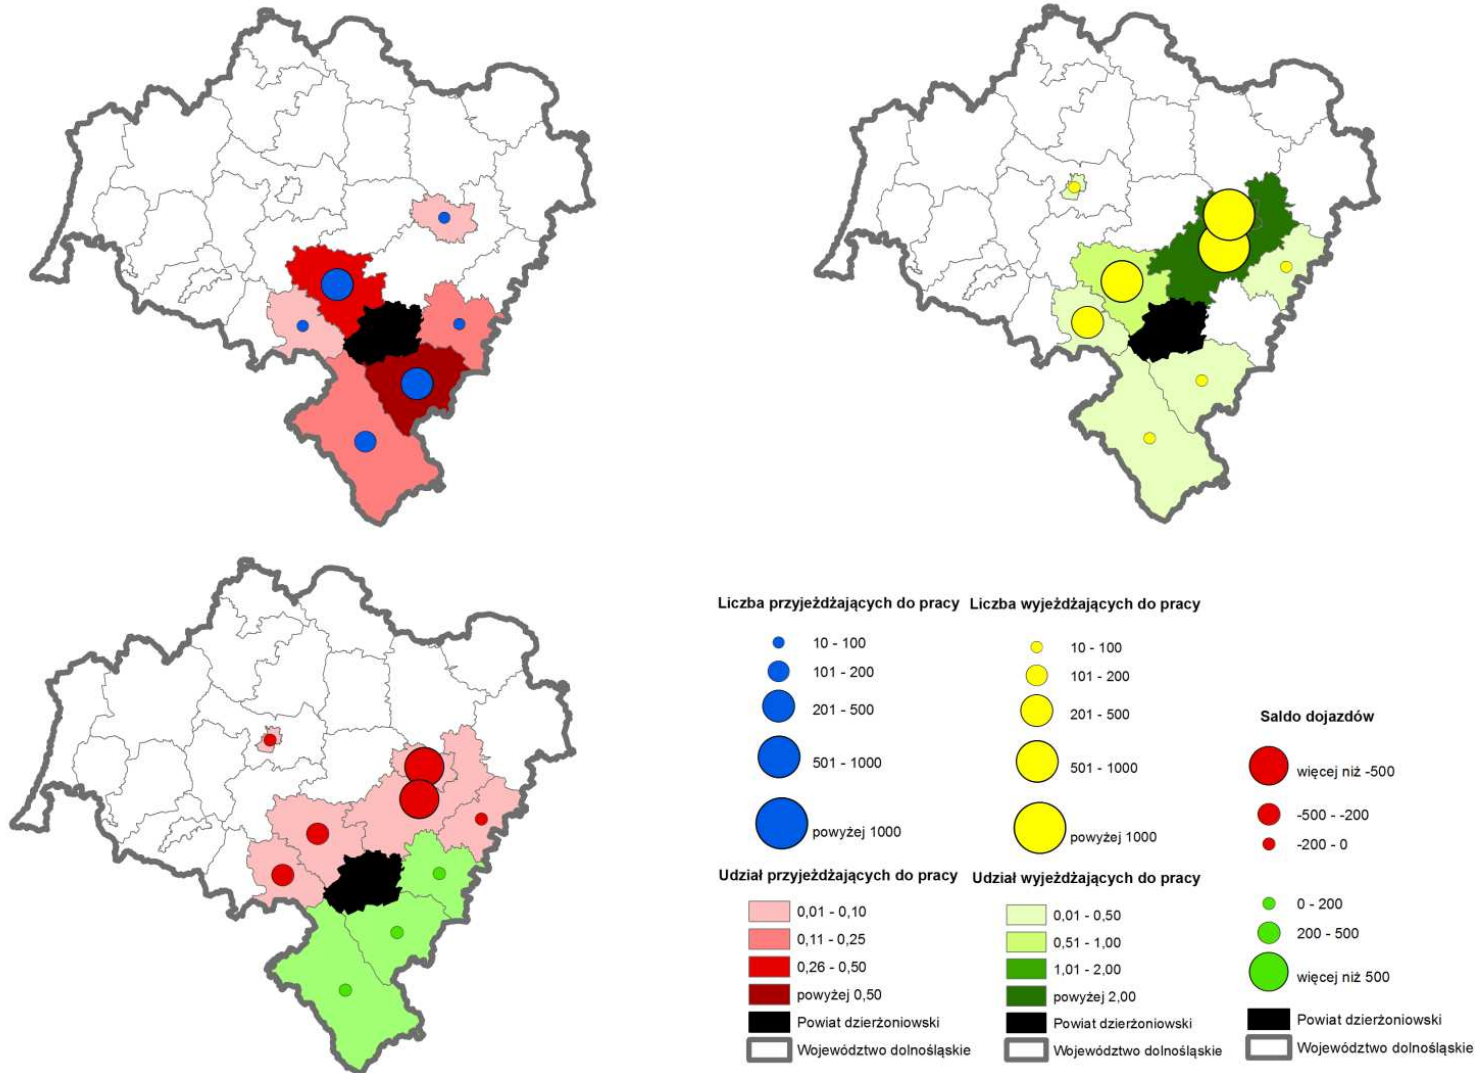 Liczba przyjeżdżających do pracy
10 - 100
101 - 200
201 - 500
501 - 1000
powyżej 1000
Udział przyjeżdżających do pracy
0,01 - 0,10
0,11 - 0,25
0,26 - 0,50
powyżej 0,50
Powiat dzierżoniowski
Województwo dolnośląskie
Liczba wyjeżdżających do pracy
10 - 100
101 - 200
201 - 500
501 - 1000
powyżej 1000
Udział wyjeżdżających do pracy
0,01 - 0,50
0,51 - 1,00
1,01 - 2,00
powyżej 2,00
Powiat dzierżoniowski
Województwo dolnośląskie
Saldo dojazdów
więcej niż -500
-500 - -200
-200 - 0
0 - 200
200 - 500
więcej niż 500
Powiat dzierżoniowski
Województwo dolnośląskie